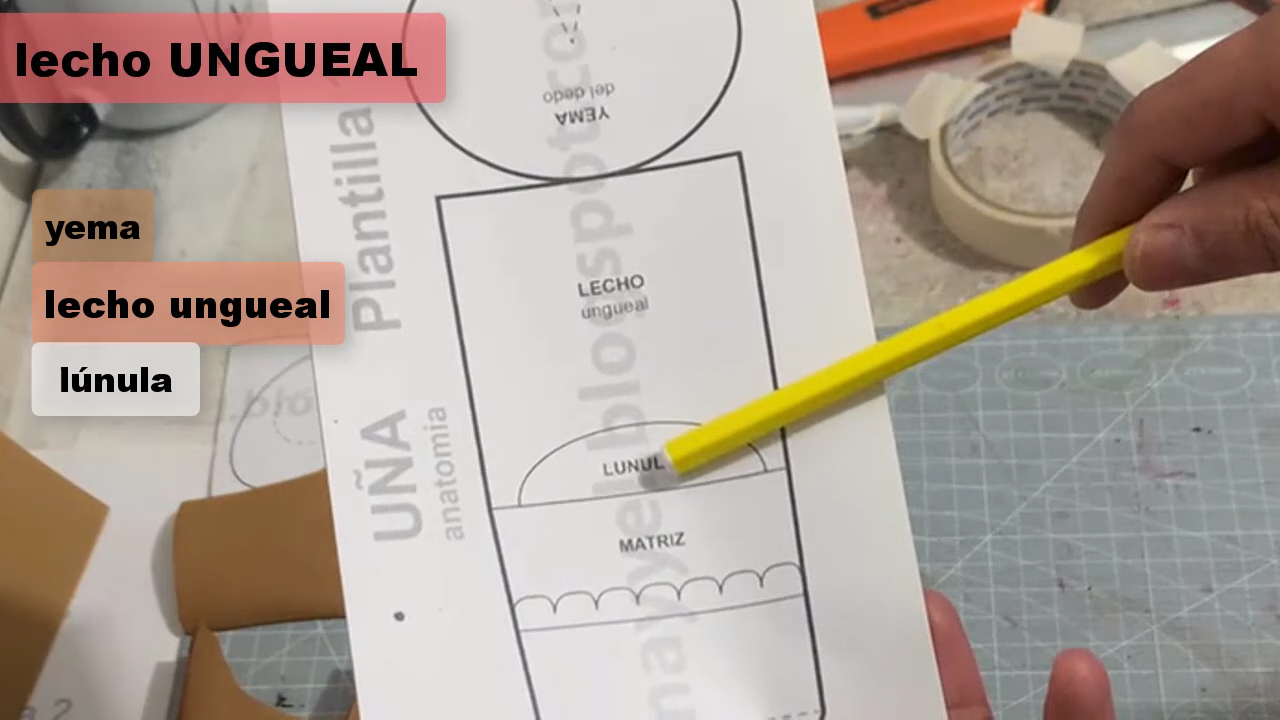 lecho UNGUEAL
yema
lecho ungueal
lúnula
YEMA
del dedo
LECHO
ungueal
LUNUL
MATRIZ
UÑA Plantilla
anatomia